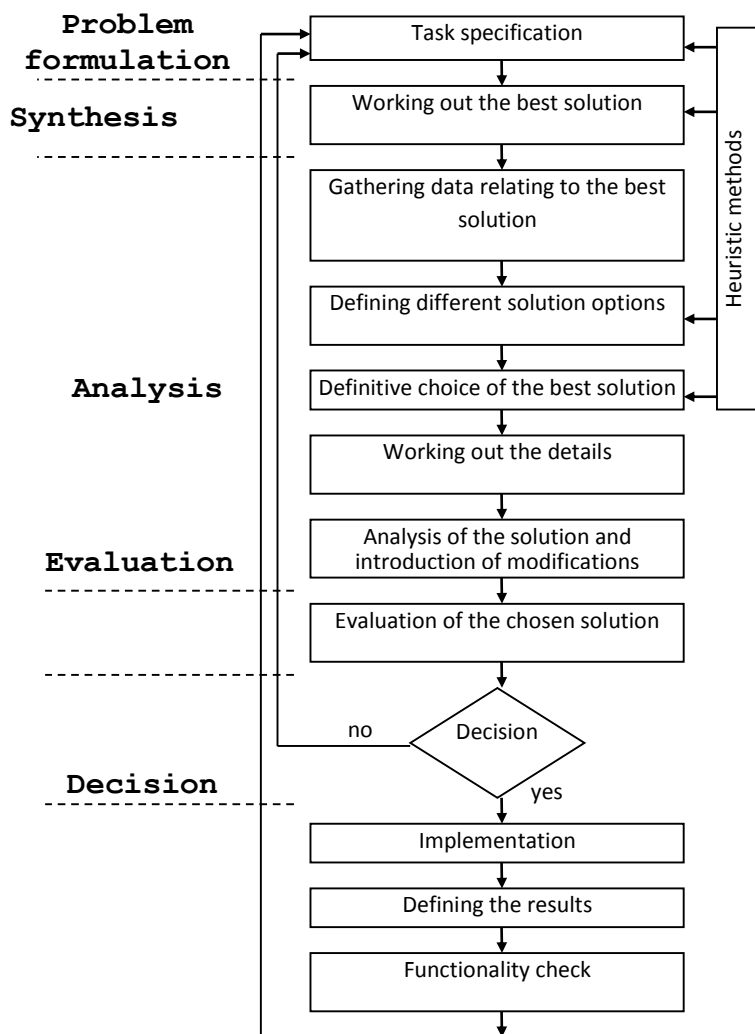 Problem
formulation
Task specification
Synthesis
Working out the best solution
Heuristic methods
Gathering data relating to the best
solution
Defining different solution options
Analysis
Definitive choice of the best solution
Working out the details
Analysis of the solution and
introduction of modifications
Evaluation
Evaluation of the chosen solution
no
Decision
Decision
yes
Implementation
Defining the results
Functionality check